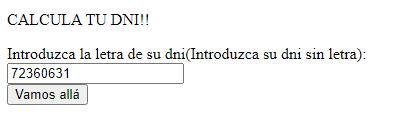 CALCULA TU DNI!!
Introduzca la letra de su dni(Introduzca su dni sin letra):
72360631
Vamos allá